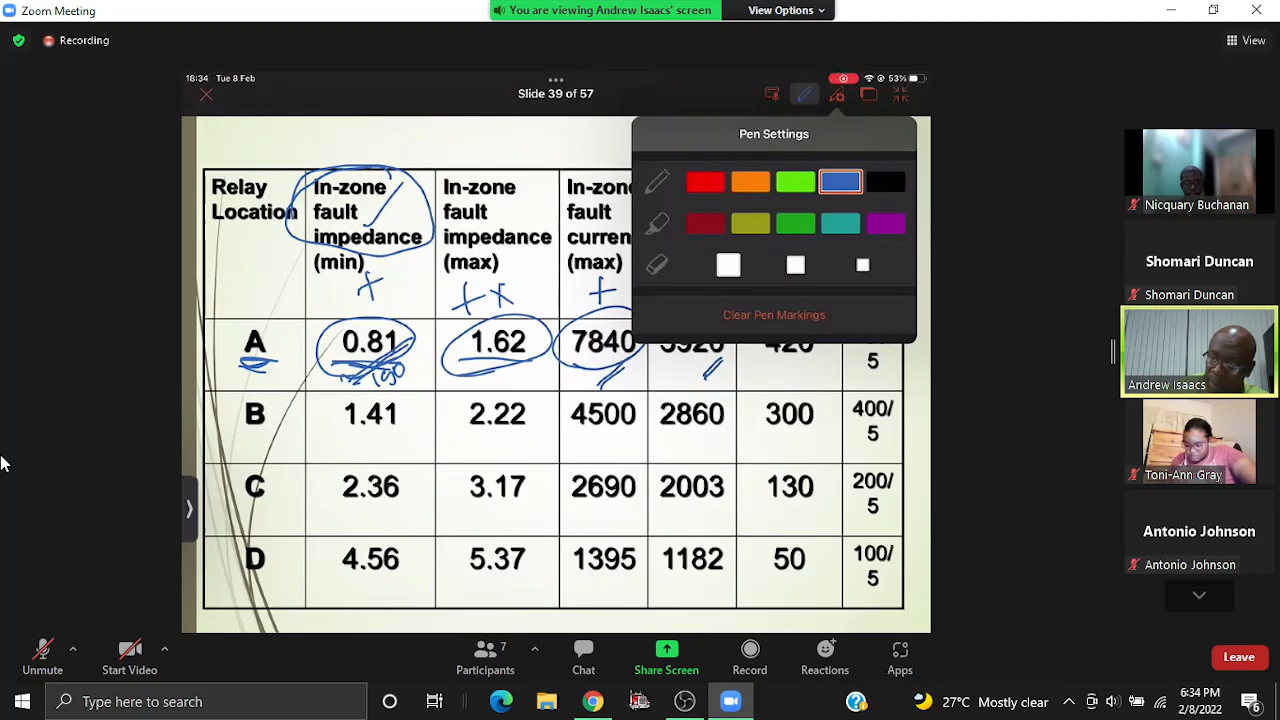 Zoom Meeting
You are viewing Andrew Isaacs' screen
View Options
Recording
View
18:34 Tue 8 Feb
53%
Slide 39 of 57
Pen Settings
Clear Pen Markings
Relay Location
In-zone fault impedance (min)
In-zone fault impedance (max)
(max)
A 0.81 1.62 7840 3920 420
5
B 1.41 2.22 4500 2860 300 400/
5
C 2.36 3.17 2690 2003 130 200/
5
D 4.56 5.37 1395 1182 50 100/
5
Nicquary Buchanan
Shomari Duncan
Shomari Duncan
Andrew Isaacs
Toni-Ann Gray
Antonio Johnson
Antonio Johnson
Unmute
Start Video
7
Participants
Chat
Share Screen
Record
Reactions
Apps
Leave
Type here to search
27°C Mostly clear
6:34 PM
2/8/2022
6